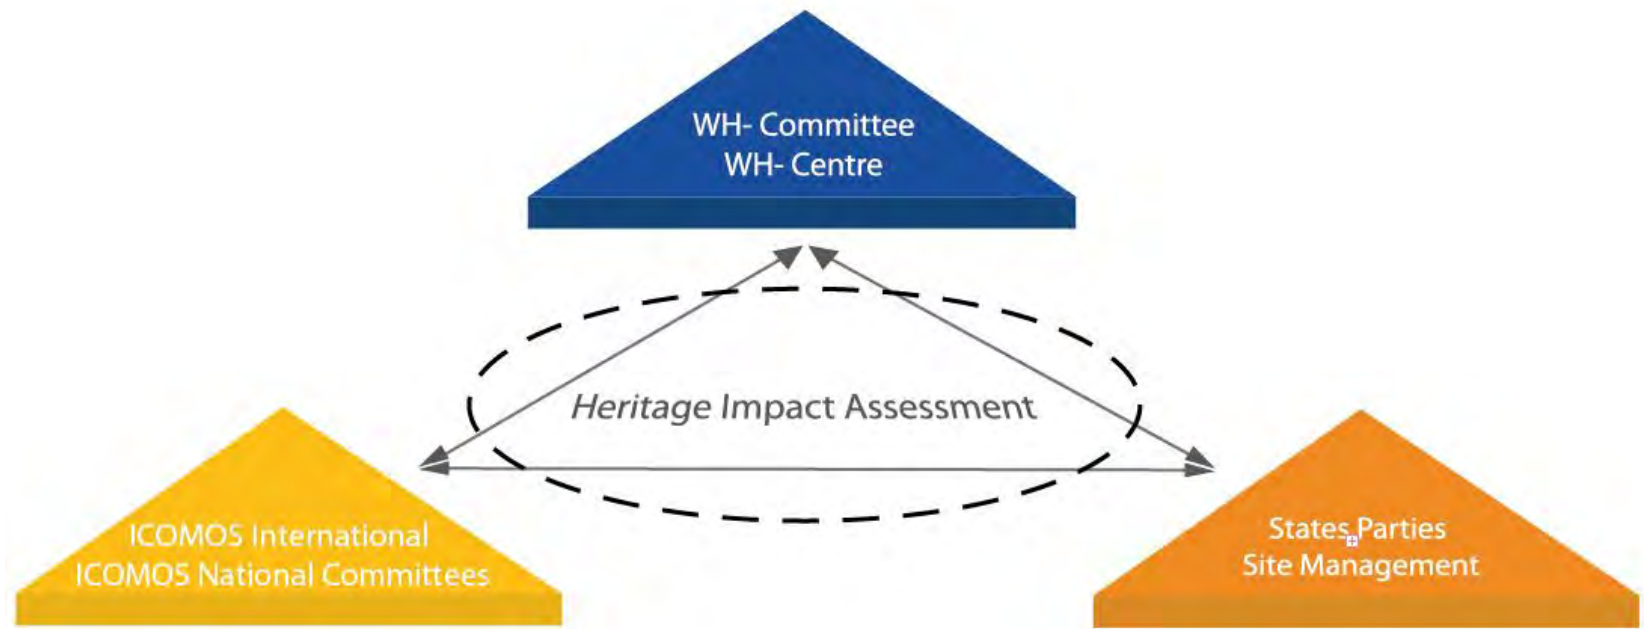 WH- Committee
WH- Centre
Heritage Impact Assessment
ICOMOS International
ICOMOS National Committees
States Parties
Site Management